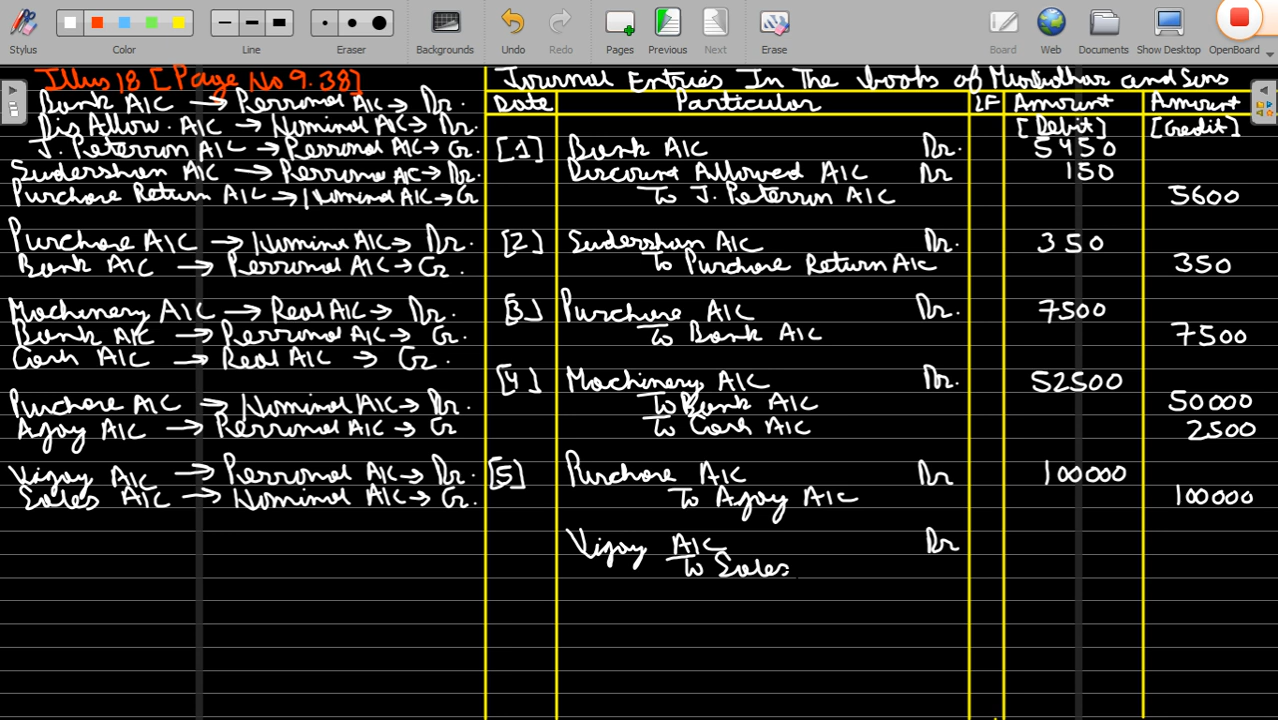 Stylus Color Line Eraser Backgrounds Undo Redo Pages Previous Next Erase Board Web Documents Show Desktop OpenBoard
Illus 18 [Page No 9.38]
Bank A/C → Personal A/C → Dr.
Dis Allow. A/C → Nominal A/C → Dr.
J. Peterson A/C → Personal A/C → Cr.
Sudershan A/C → Personal A/C → Dr.
Purchase Return A/C → Nominal A/C → Cr
Purchase A/C → Nomina A/C → Dr.
Bank A/C → Personal A/C → Cr.
Machinery A/C → Real A/C → Dr.
Bank A/C → Personal A/C → Cr.
Cash A/C → Real A/C → Cr.
Purchase A/C → Nominal A/C → Dr.
Ajay A/C → Personal A/C → Cr
Vijay A/C → Personal A/C → Dr.
Sales A/C → Nominal A/C → Cr.
Journal Entries In The books of Murlidhar and Sons
Date Particular LF Amount [Debit] Amount [Credit]
[1] Bank A/C Dr. 5450
Discount Allowed A/C Dr 150
To J. Peterson A/C 5600
[2] Sudershan A/C Dr. 350
To Purchase Return A/C 350
[3] Purchase A/C Dr. 7500
To Bank A/C 7500
[4] Machinery A/C Dr. 52500
To Bank A/C 50000
To Cash A/C 2500
[5] Purchase A/C Dr 100000
To Ajay A/C 100000
Vijay A/C Dr
To Sales